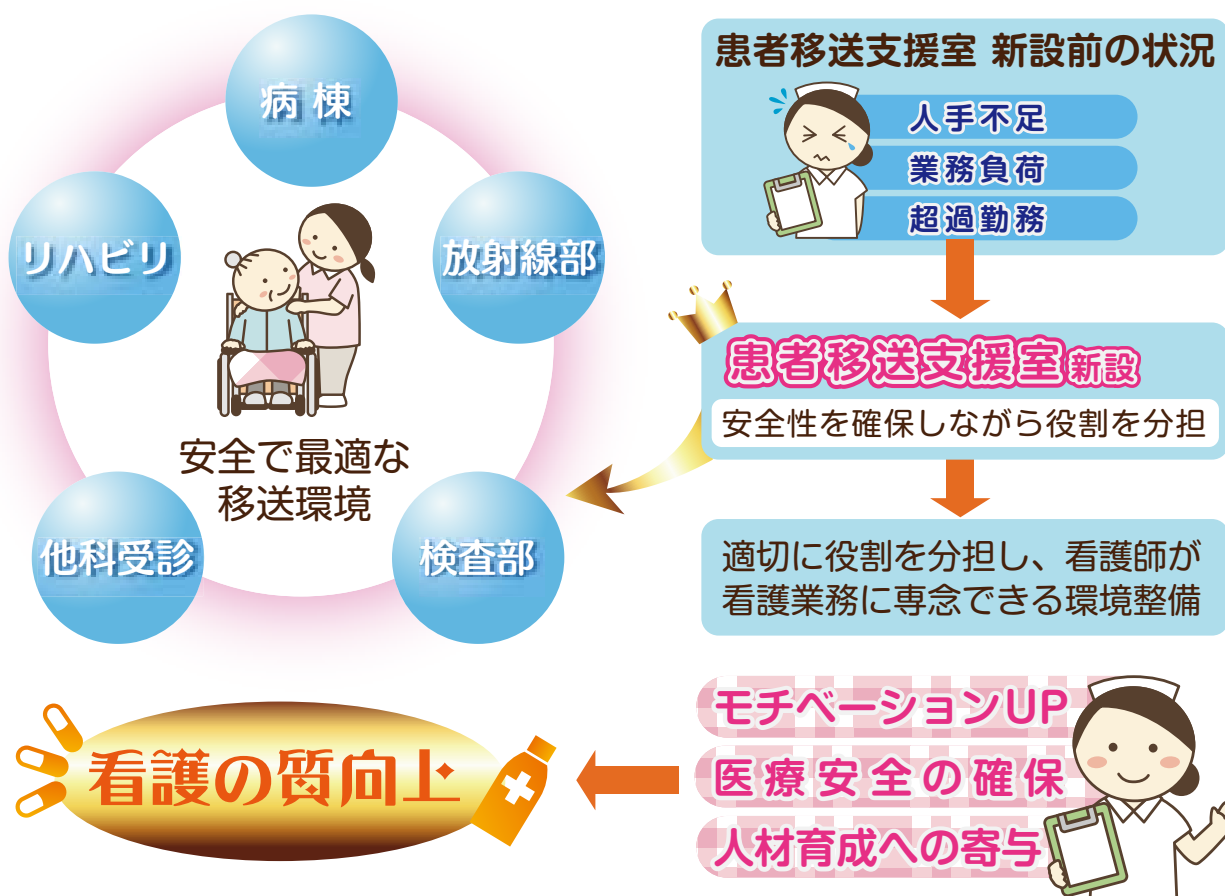 病棟
リハビリ
放射線部
安全で最適な
移送環境
他科受診
検査部
患者移送支援室 新設前の状況
人手不足
業務負荷
超過勤務
患者移送支援室 新設
安全性を確保しながら役割を分担
適切に役割を分担し、看護師が
看護業務に専念できる環境整備
モチベーションUP
医療安全の確保
人材育成への寄与
看護の質向上